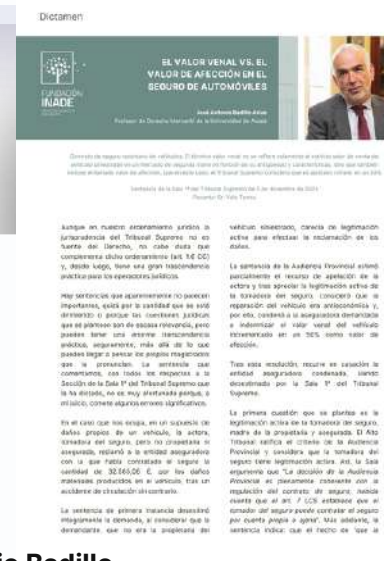 Dictamen
FUNDACIÓN
INADE
EL VALOR VENAL VS. EL
VALOR DE AFECCIÓN EN EL
SEGURO DE AUTOMÓVILES
José Antonio Badillo Arias
Profesor de Derecho Mercantil de la Universidad de
Sentencia de la Sala 1ª del Tribunal Supremo de de diciembre de 2024
Ponente: Dr. Vela Torres
Aunque en nuestro ordenamiento jurídico la
jurisprudencia del Tribunal Supremo no es
fuente del Derecho, no cabe duda que
complementa dicho ordenamiento (art. 1.6 CC)
y, desde luego, tiene una gran trascendencia
práctica para los operadores jurídicos.
Hay sentencias que aparentemente no parecen
importantes, quizá por la cantidad que se está
dirimiendo o porque las cuestiones jurídicas
que se plantean son de escasa relevancia, pero
pueden tener una enorme trascendencia
práctica, seguramente, más allá de lo que
pueden llegar a pensar los propios magistrados
que la pronuncian. La sentencia que
comentamos, con todos los respectos a la
Sección de la Sala 1ª del Tribunal Supremo que
la ha dictado, no es muy afortunada porque, a
mi juicio, comete algunos errores significativos.
En el caso que nos ocupa, en un supuesto de
daños propios de un vehículo, la actora,
tomadora del seguro, pero no propietaria ni
asegurada, reclamó a la entidad aseguradora
con la que había contratado el seguro la
cantidad de € por los daños
materiales producidos en el vehículo, tras un
accidente de circulación sin contrario.
La sentencia de primera instancia desestimó
íntegramente la demanda, al considerar que la
demandante, que no era la propietaria del
vehículo siniestrado, carecía de legitimación
activa para efectuar la reclamación de los
daños.
La sentencia de la Audiencia Provincial estimó
parcialmente el recurso de apelación de la
actora y tras apreciar la legitimación activa de
la tomadora del seguro, consideró que la
reparación del vehículo era antieconómica y,
por ello, condenó a la aseguradora demandada
a indemnizar el valor venal del vehículo
incrementado en un 50% como valor de
afección.
Tras esta resolución, recurre en casación la
entidad aseguradora condenada, siendo
desestimado por la Sala 1ª del Tribunal
Supremo.
La primera cuestión que se plantea es la
legitimación activa de la tomadora del seguro,
madre de la propietaria y asegurada. El Alto
Tribunal ratifica el criterio de la Audiencia
Provincial y considera que la tomadora del
seguro tiene legitimación activa. Así, la Sala
argumenta que "La decisión de la Audiencia
Provincial es plenamente coherente con la
regulación del contrato de seguro, habida
cuenta que el art. 7 LCS establece que el
tomador del seguro puede contratar el seguro
por cuenta propia o ajena". Más adelante, la
sentencia indica: que el hecho de "que la